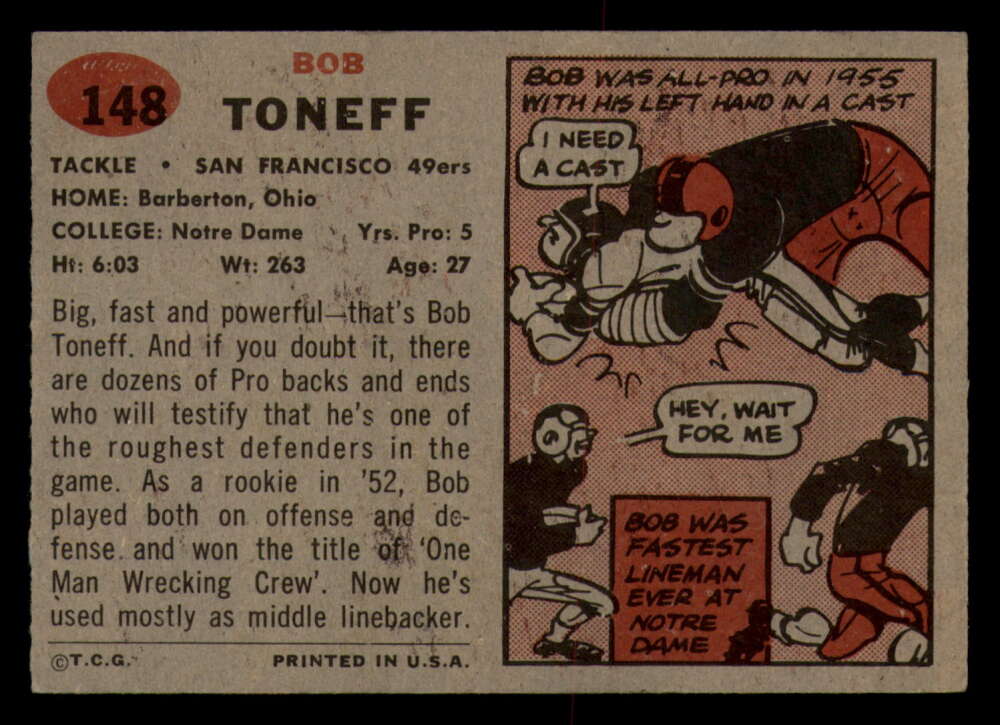 148
BOB
TONEFF
TACKLE • SAN FRANCISCO 49ers
HOME: Barberton, Ohio
COLLEGE: Notre Dame Yrs. Pro: 5
Ht: 6:03 Wt: 263 Age: 27
Big, fast and powerful—that's Bob
Toneff. And if you doubt it, there
are dozens of Pro backs and ends
who will testify that he's one of
the roughest defenders in the
game. As a rookie in '52, Bob
played both on offense and de-
fense and won the title of 'One
Man Wrecking Crew'. Now he's
used mostly as middle linebacker.
©T.C.G.
PRINTED IN U.S.A.
BOB WAS ALL-PRO IN 1955
WITH HIS LEFT HAND IN A CAST
I NEED
A CAST
HEY, WAIT
FOR ME
BOB WAS
FASTEST
LINEMAN
EVER AT
NOTRE
DAME